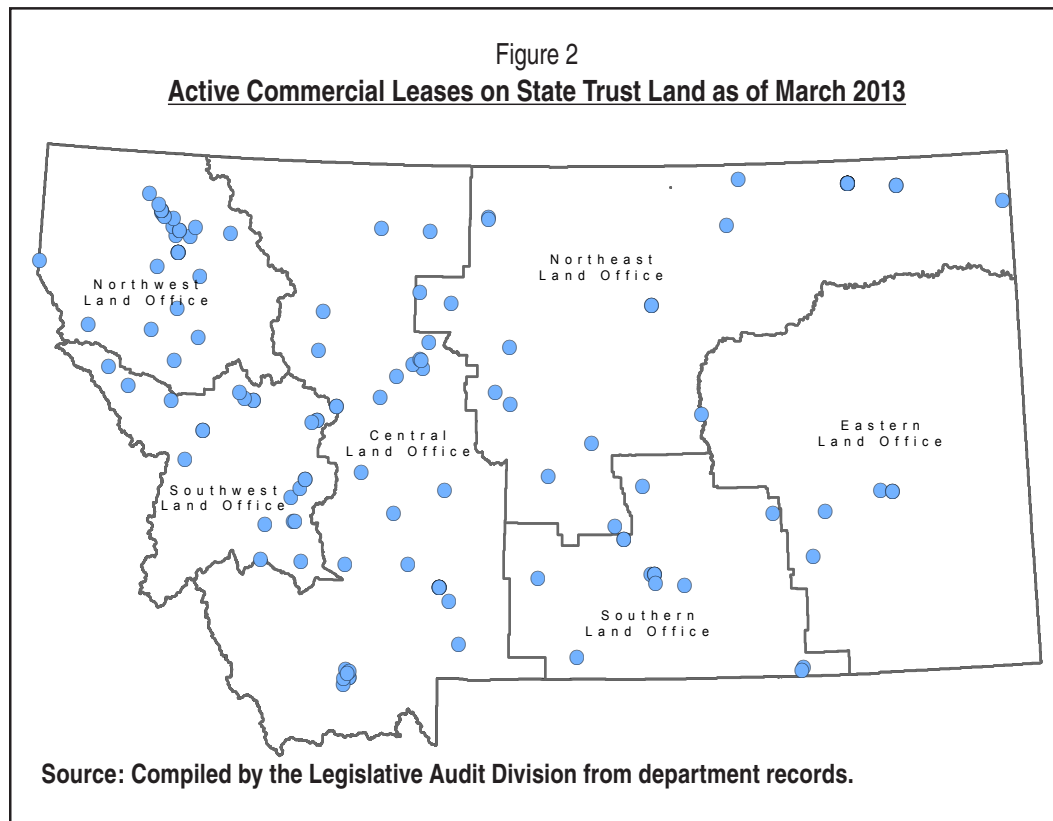 Figure 2
Active Commercial Leases on State Trust Land as of March 2013
Northwest
Land Office
Northeast
Land Office
Central
Land Office
Eastern
Land Office
Southwest
Land Office
Southern
Land Office
Source: Compiled by the Legislative Audit Division from department records.